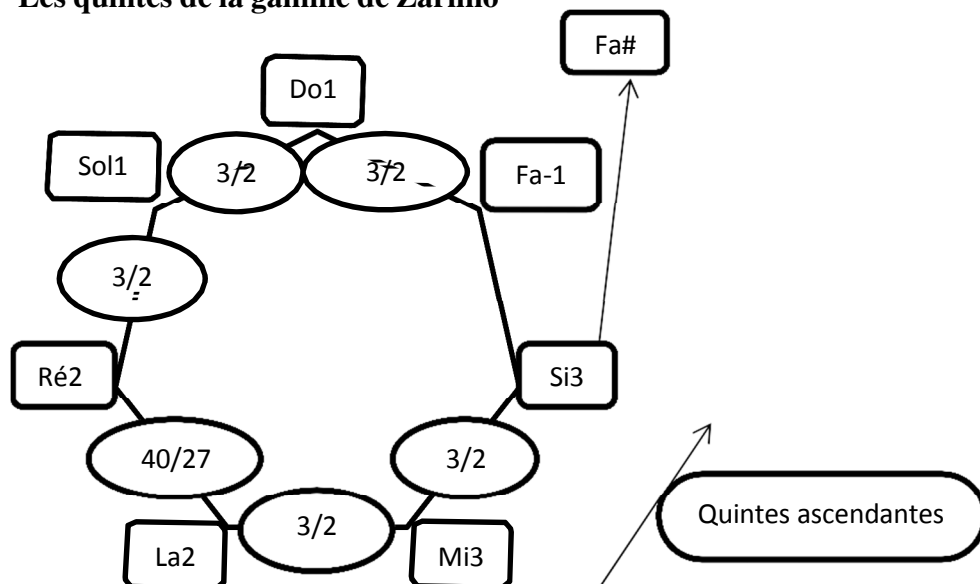 Les quintes de la gamme de Zarlino
Fa#
Do1
Sol1
3/2
3/2
Fa-1
3/2
Ré2
Si3
40/27
3/2
3/2
La2
Mi3
Quintes ascendantes